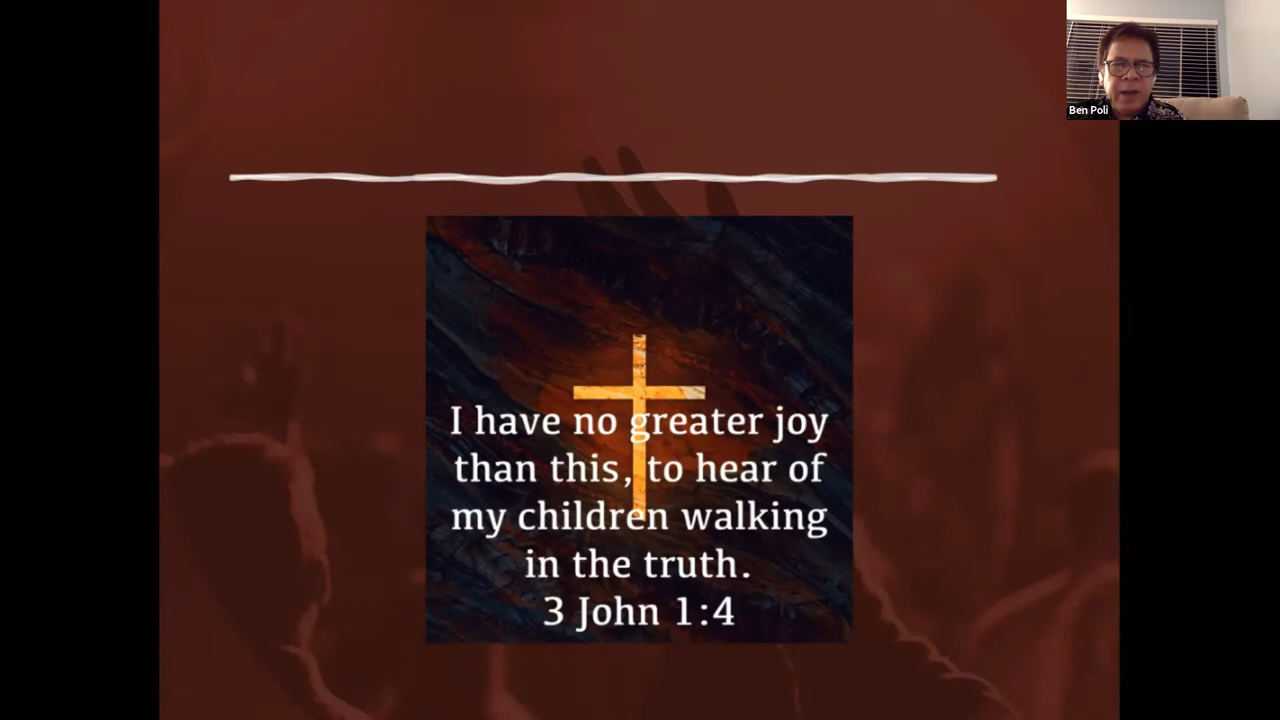 Ben Poli
I have no greater joy
than this, to hear of
my children walking
in the truth.
3 John 1:4